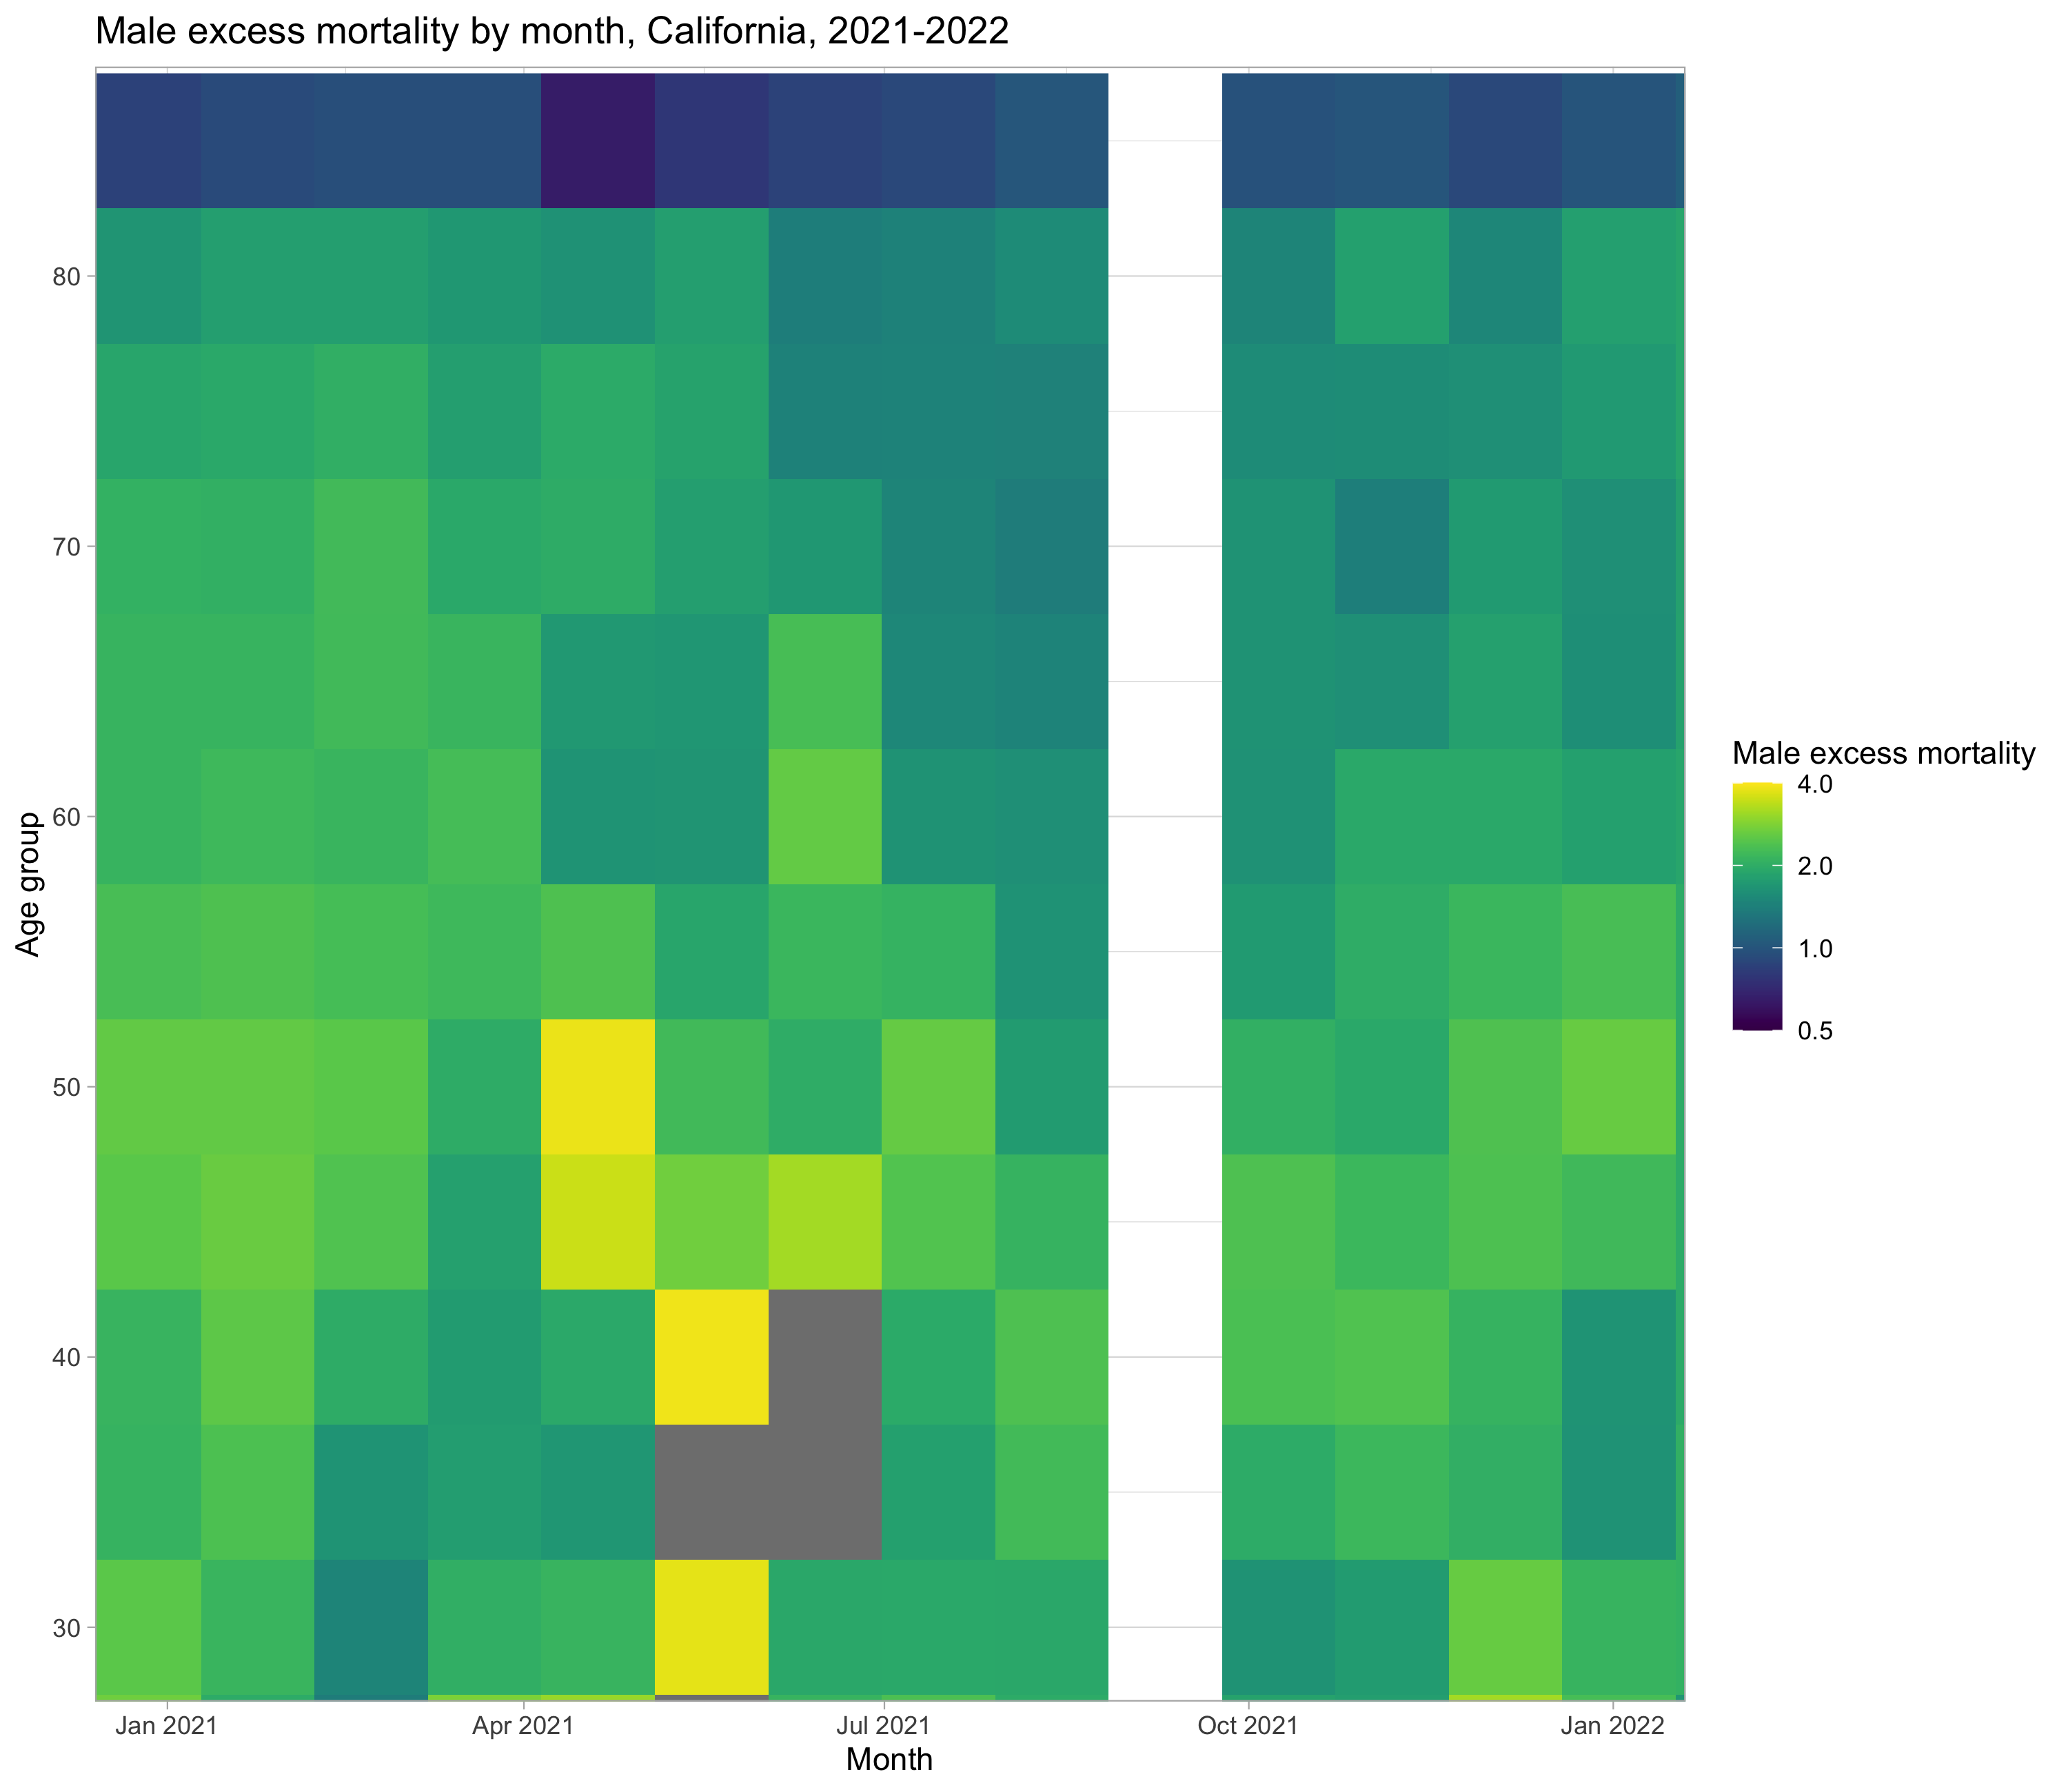 Male excess mortality by month, California, 2021-2022
80
70
60
50
40
30
Age group
Jan 2021
Apr 2021
Jul 2021
Oct 2021
Jan 2022
Month
Male excess mortality
4.0
2.0
1.0
0.5